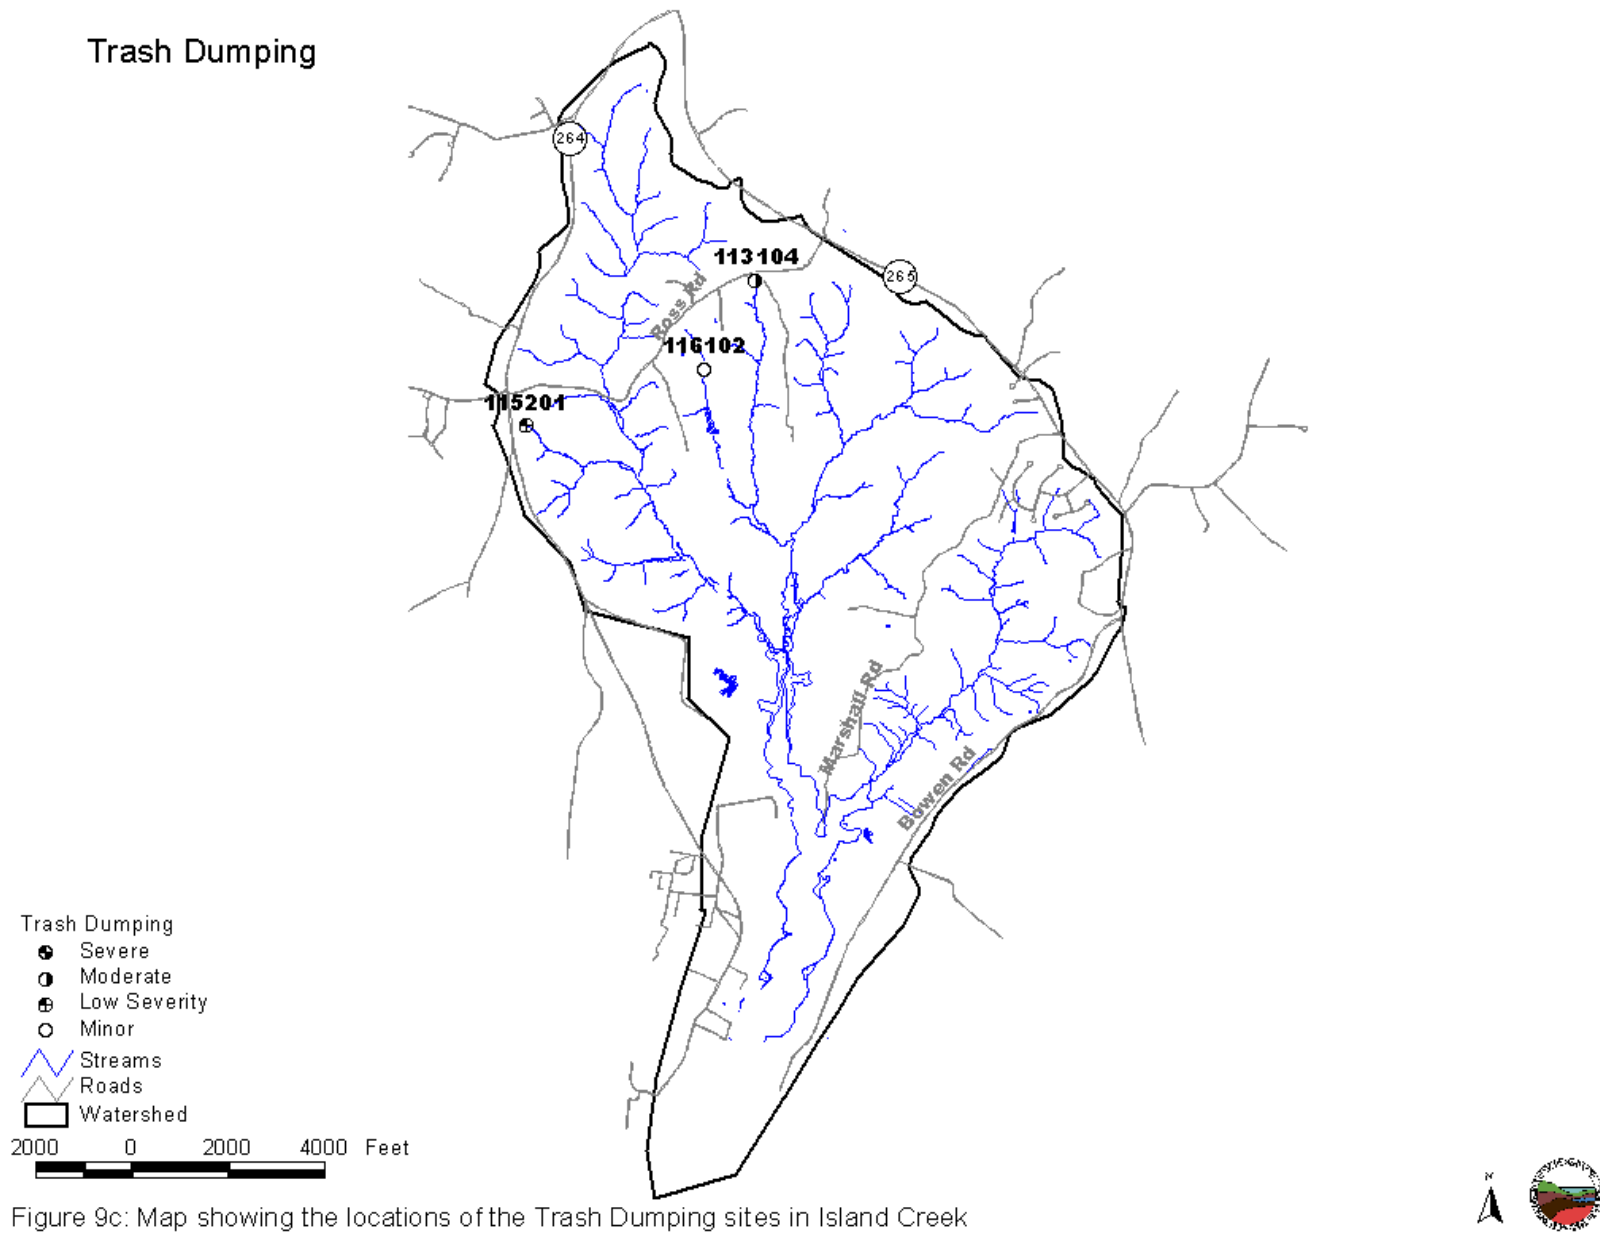 Trash Dumping
264
113104
265
Ross Rd
116102
115201
Marshall Rd
Bowen Rd
Trash Dumping
Severe
Moderate
Low Severity
Minor
Streams
Roads
Watershed
2000 0 2000 4000 Feet
N
Figure 9c: Map showing the locations of the Trash Dumping sites in Island Creek